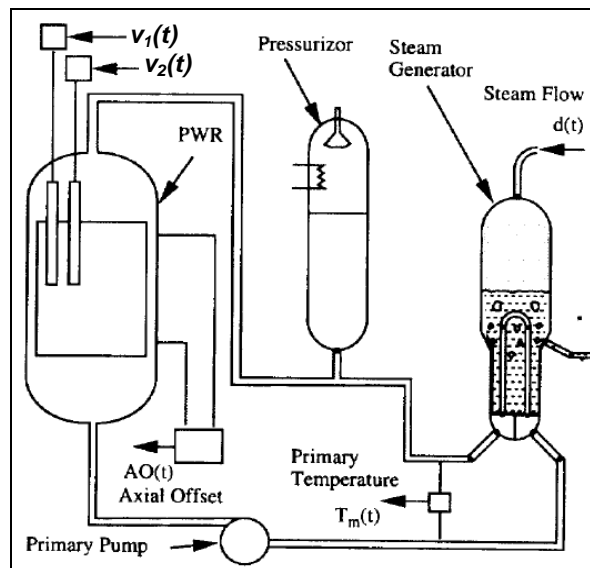 v₁(t)
v₂(t)
PWR
Pressurizor
Steam
Generator
Steam Flow
d(t)
AO(t)
Axial Offset
Primary
Temperature
Tₘ(t)
Primary Pump